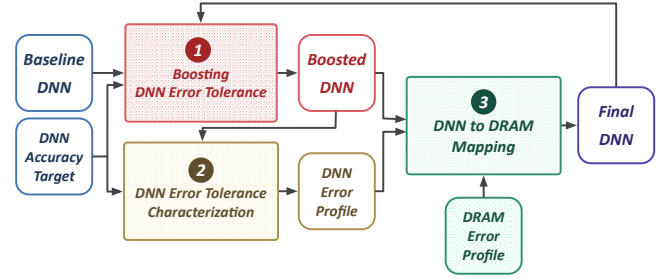 Baseline
DNN
DNN
Accuracy
Target
1
Boosting
DNN Error Tolerance
2
DNN Error Tolerance
Characterization
Boosted
DNN
DNN
Error
Profile
3
DNN to DRAM
Mapping
DRAM
Error
Profile
Final
DNN